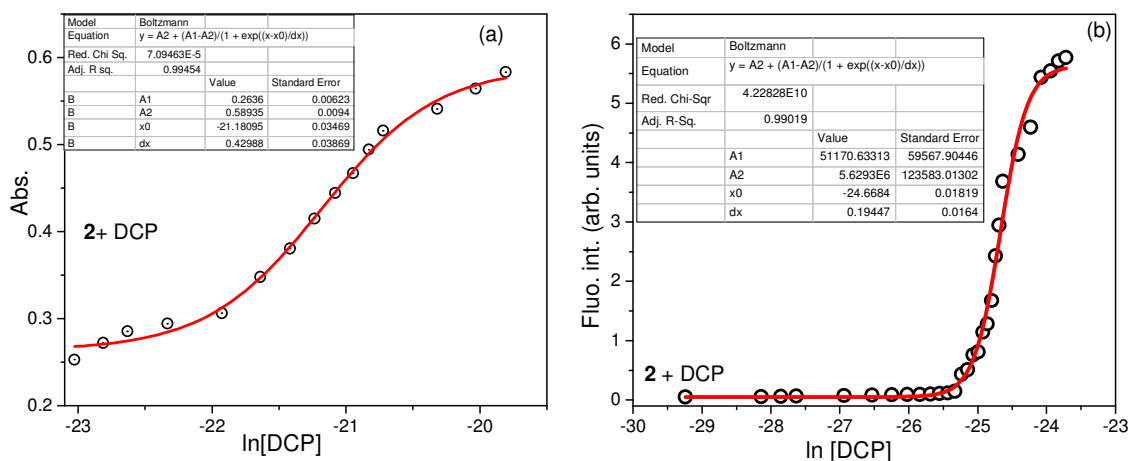 (a)
Model Boltzmann
Equation y = A2 + (A1-A2)/(1 + exp((x-x0)/dx))
Red. Chi Sq. 7.09463E-5
Adj. R sq. 0.99454
Value Standard Error
B A1 0.2636 0.00623
B A2 0.58935 0.0094
B x0 -21.18095 0.03469
B dx 0.42988 0.03869
2+ DCP
Abs.
0.6
0.5
0.4
0.3
0.2
-23 -22 -21 -20
ln[DCP]
(b)
Model Boltzmann
Equation y = A2 + (A1-A2)/(1 + exp((x-x0)/dx))
Red. Chi-Sqr 4.22828E10
Adj. R-Sq. 0.99019
Value Standard Error
A1 51170.63313 59567.90446
A2 5.6293E6 123583.01302
x0 -24.6684 0.01819
dx 0.19447 0.0164
2 + DCP
Fluo. int. (arb. units)
6
5
4
3
2
1
0
-30 -29 -28 -27 -26 -25 -24 -23
ln [DCP]